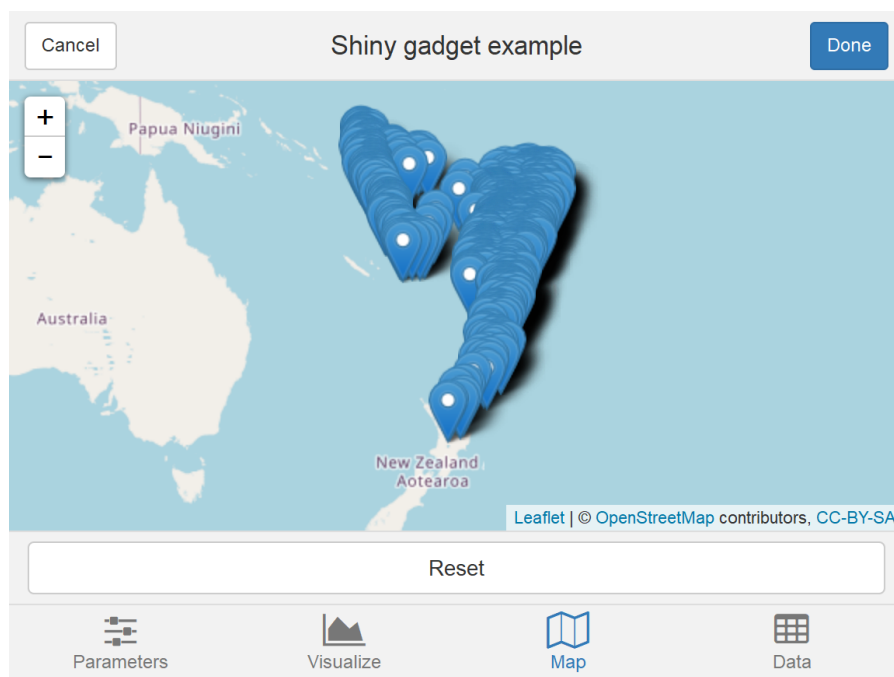 Cancel
Shiny gadget example
Done
+
−
Papua Niugini
Australia
New Zealand
Aotearoa
Leaflet | © OpenStreetMap contributors, CC-BY-SA
Reset
Parameters
Visualize
Map
Data